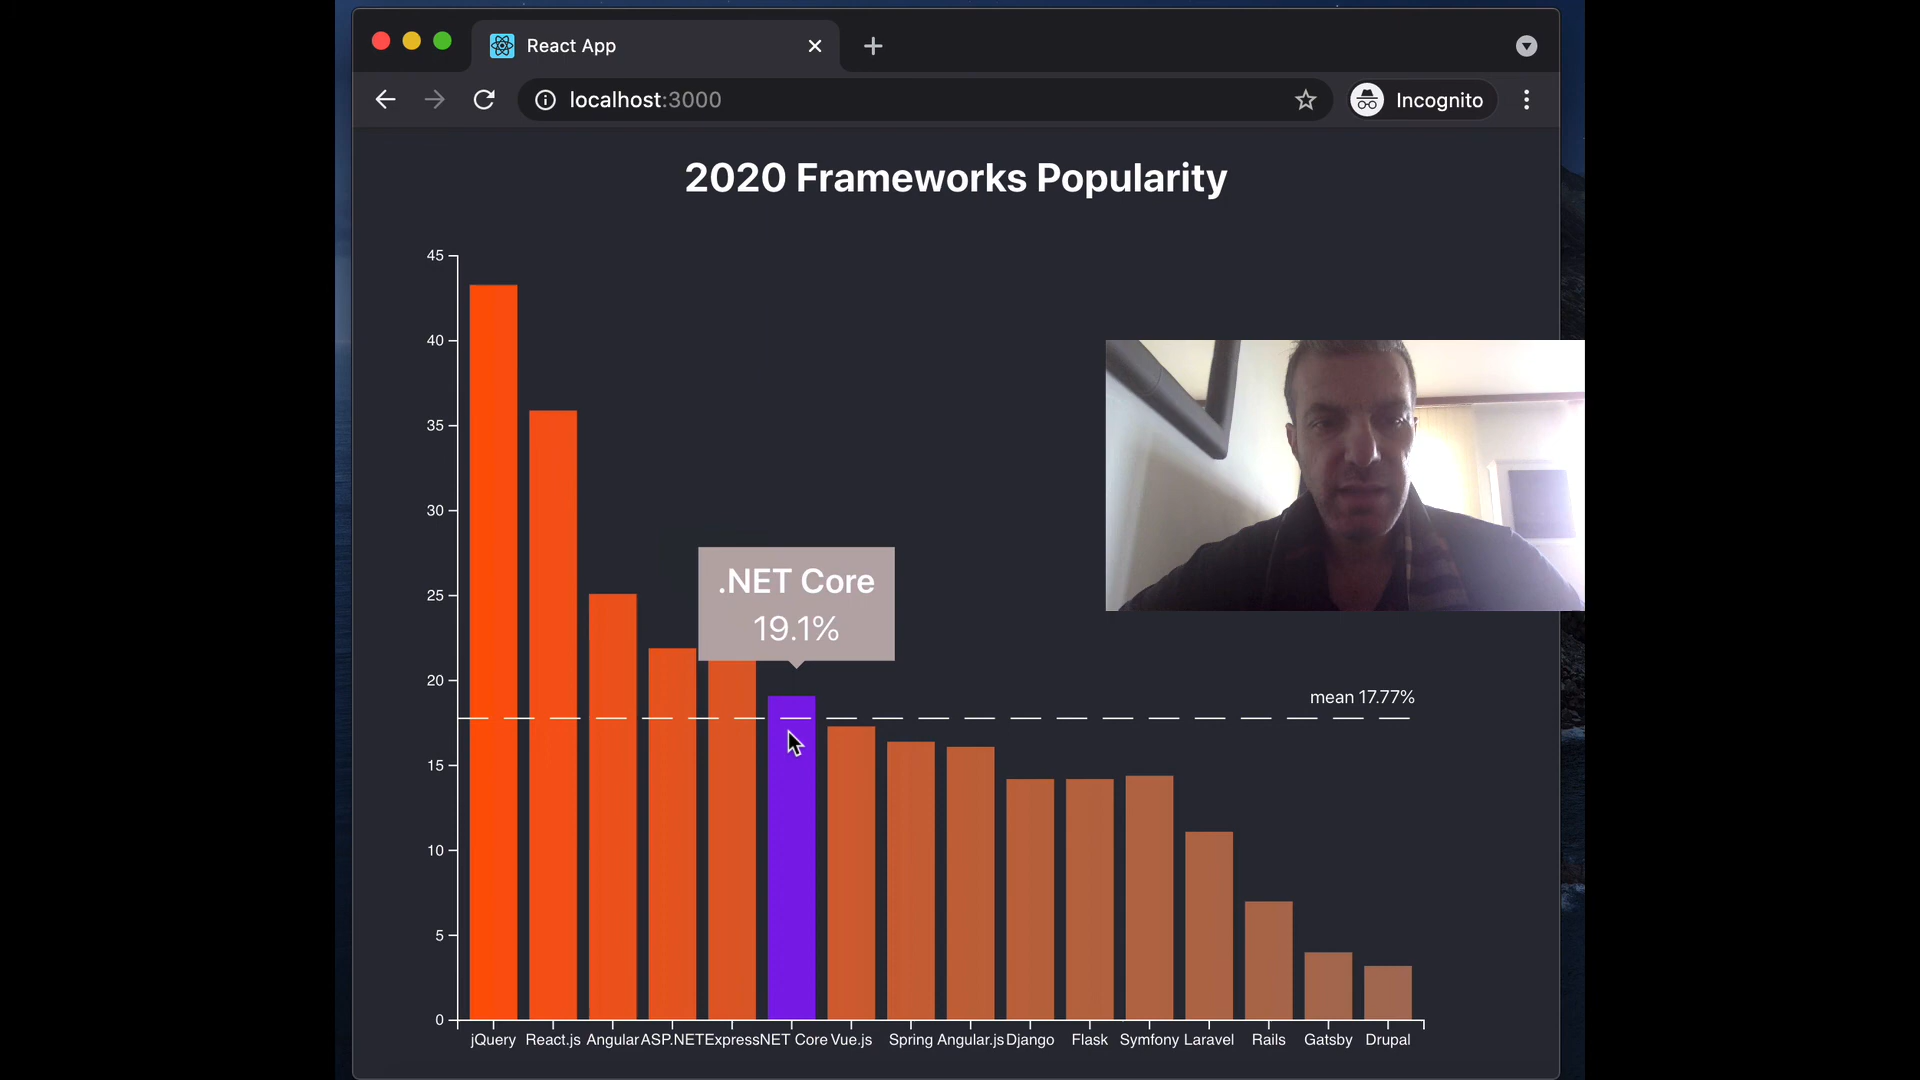 React App
localhost:3000
Incognito
2020 Frameworks Popularity
45
40
35
30
25
20
15
10
5
0
.NET Core
19.1%
mean 17.77%
jQuery React.js Angular ASP.NET Express NET Core Vue.js Spring Angular.js Django Flask Symfony Laravel Rails Gatsby Drupal